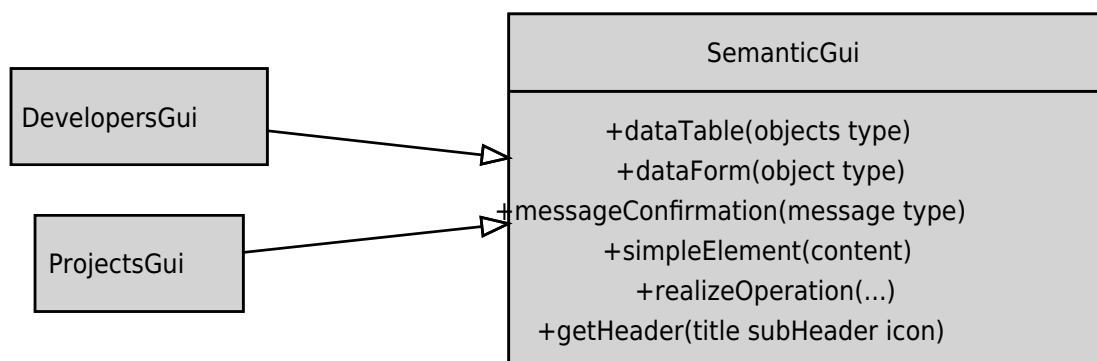 SemanticGui
DevelopersGui
+dataTable(objects type)
+dataForm(object type)
+messageConfirmation(message type)
+simpleElement(content)
ProjectsGui
+realizeOperation(...)
+getHeader(title subHeader icon)